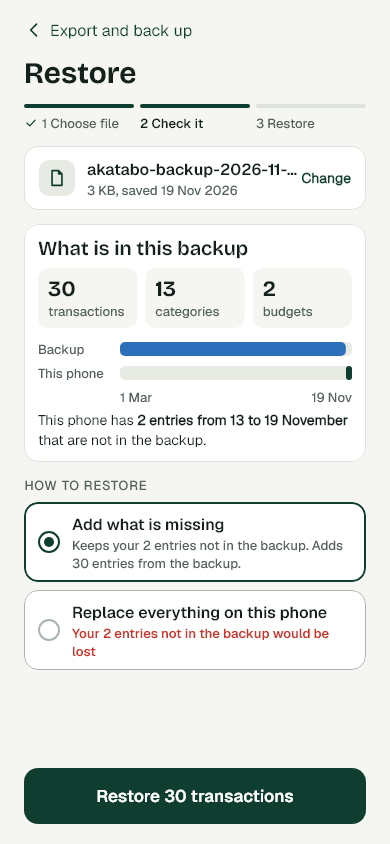 Export and back up
Restore
1 Choose file
2 Check it
3 Restore
akatabo-backup-2026-11-...
3 KB, saved 19 Nov 2026
Change
What is in this backup
30
transactions
13
categories
2
budgets
Backup
This phone
1 Mar
19 Nov
This phone has 2 entries from 13 to 19 November
that are not in the backup.
HOW TO RESTORE
Add what is missing
Keeps your 2 entries not in the backup. Adds
30 entries from the backup.
Replace everything on this phone
Your 2 entries not in the backup would be
lost
Restore 30 transactions